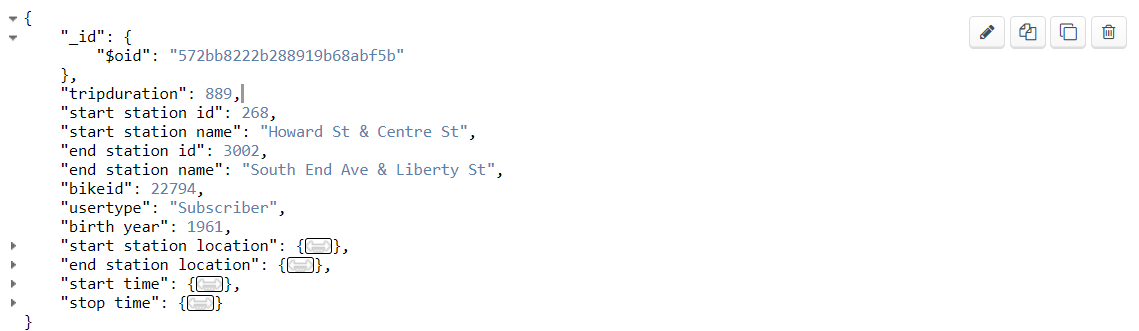 {
"_id": {
"$oid": "572bb8222b288919b68abf5b"
},
"tripduration": 889,
"start station id": 268,
"start station name": "Howard St & Centre St",
"end station id": 3002,
"end station name": "South End Ave & Liberty St",
"bikeid": 22794,
"usertype": "Subscriber",
"birth year": 1961,
"start station location": {},
"end station location": {},
"start time": {},
"stop time": {}
}